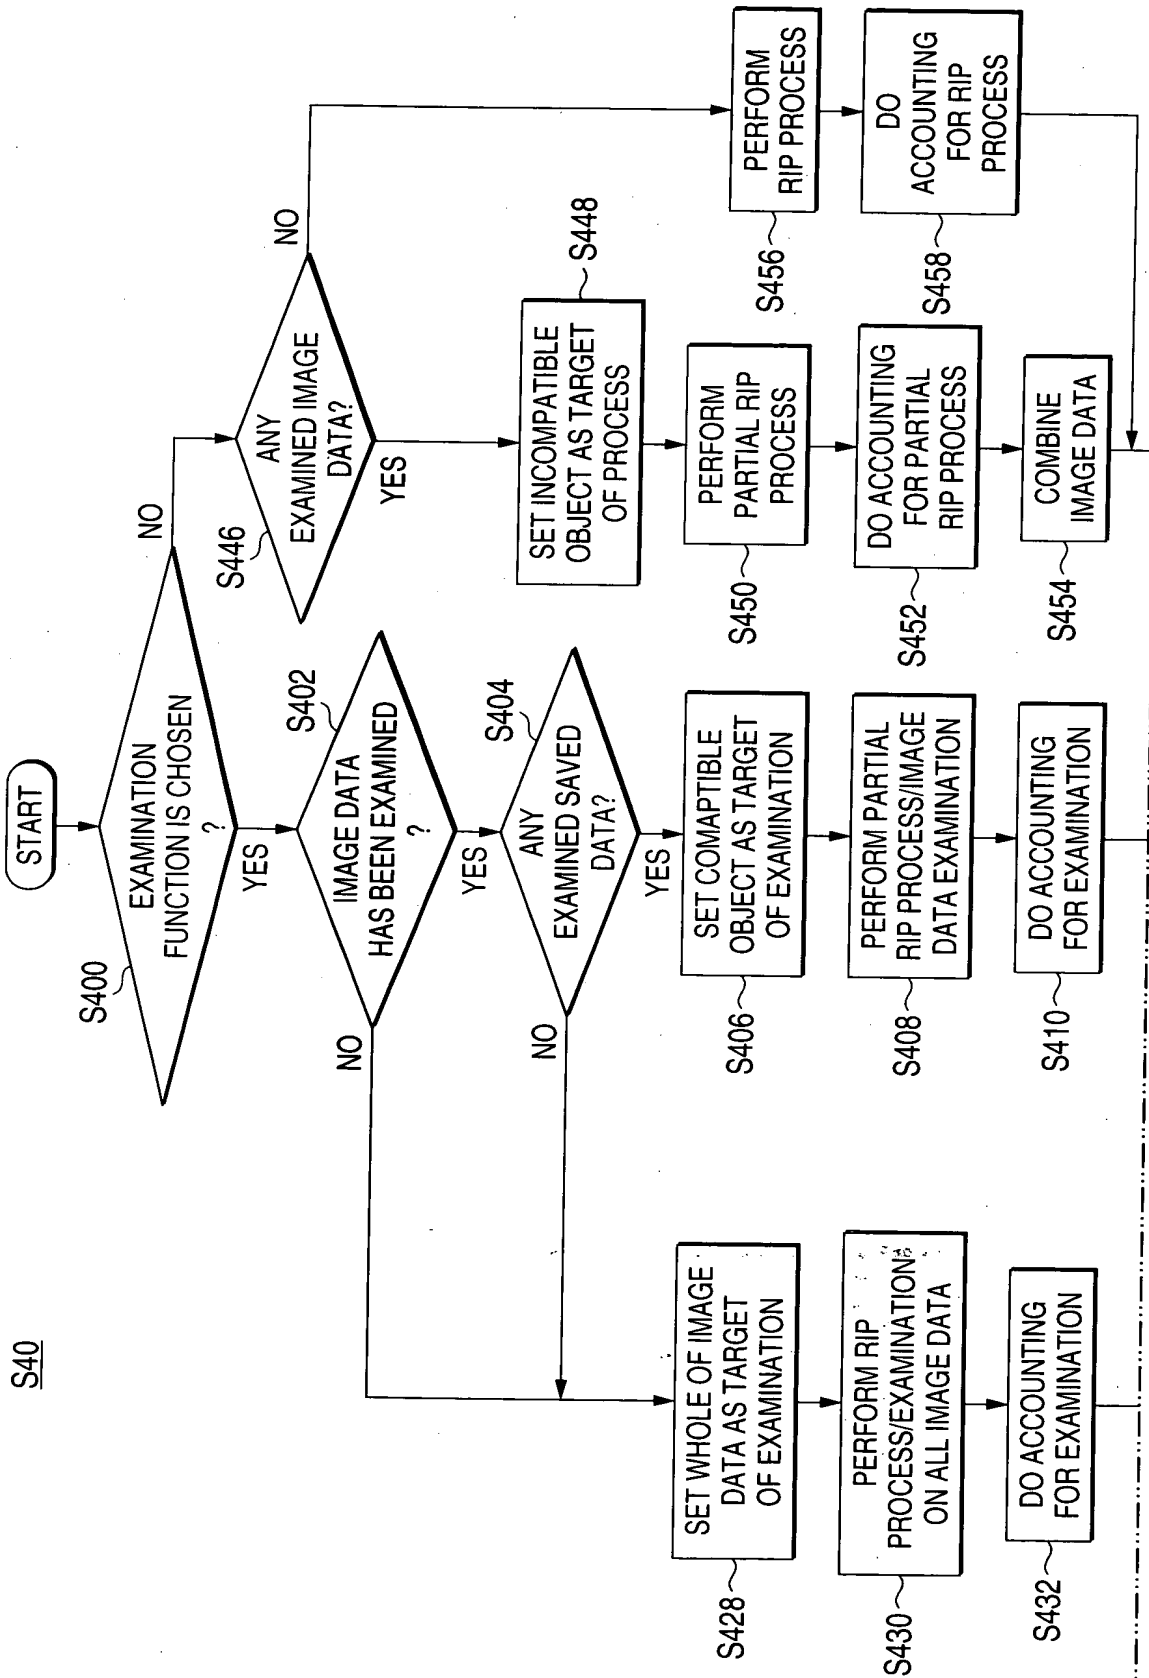 S40
START
EXAMINATION
FUNCTION IS CHOSEN
?
S400
YES
NO
IMAGE DATA
HAS BEEN EXAMINED
?
S402
YES
NO
ANY
EXAMINED SAVED
DATA?
S404
YES
NO
SET COMAPTIBLE
OBJECT AS TARGET
OF EXAMINATION
S406
PERFORM PARTIAL
RIP PROCESS/IMAGE
DATA EXAMINATION
S408
DO ACCOUNTING
FOR EXAMINATION
S410
SET WHOLE OF IMAGE
DATA AS TARGET
OF EXAMINATION
S428
PERFORM RIP
PROCESS/EXAMINATION
ON ALL IMAGE DATA
S430
DO ACCOUNTING
FOR EXAMINATION
S432
ANY
EXAMINED IMAGE
DATA?
S446
YES
NO
SET INCOMPATIBLE
OBJECT AS TARGET
OF PROCESS
S448
PERFORM
PARTIAL RIP
PROCESS
S450
DO ACCOUNTING
FOR PARTIAL
RIP PROCESS
S452
COMBINE
IMAGE DATA
S454
PERFORM
RIP PROCESS
S456
DO
ACCOUNTING
FOR RIP
PROCESS
S458